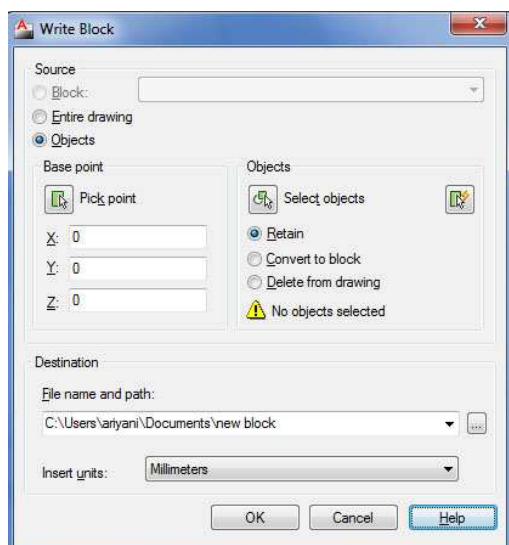 Write Block
Source
Block:
Entire drawing
Objects
Base point
Pick point
X: 0
Y: 0
Z: 0
Objects
Select objects
Retain
Convert to block
Delete from drawing
No objects selected
Destination
File name and path:
C:\Users\ariyani\Documents\new block
...
Insert units: Millimeters
OK Cancel Help